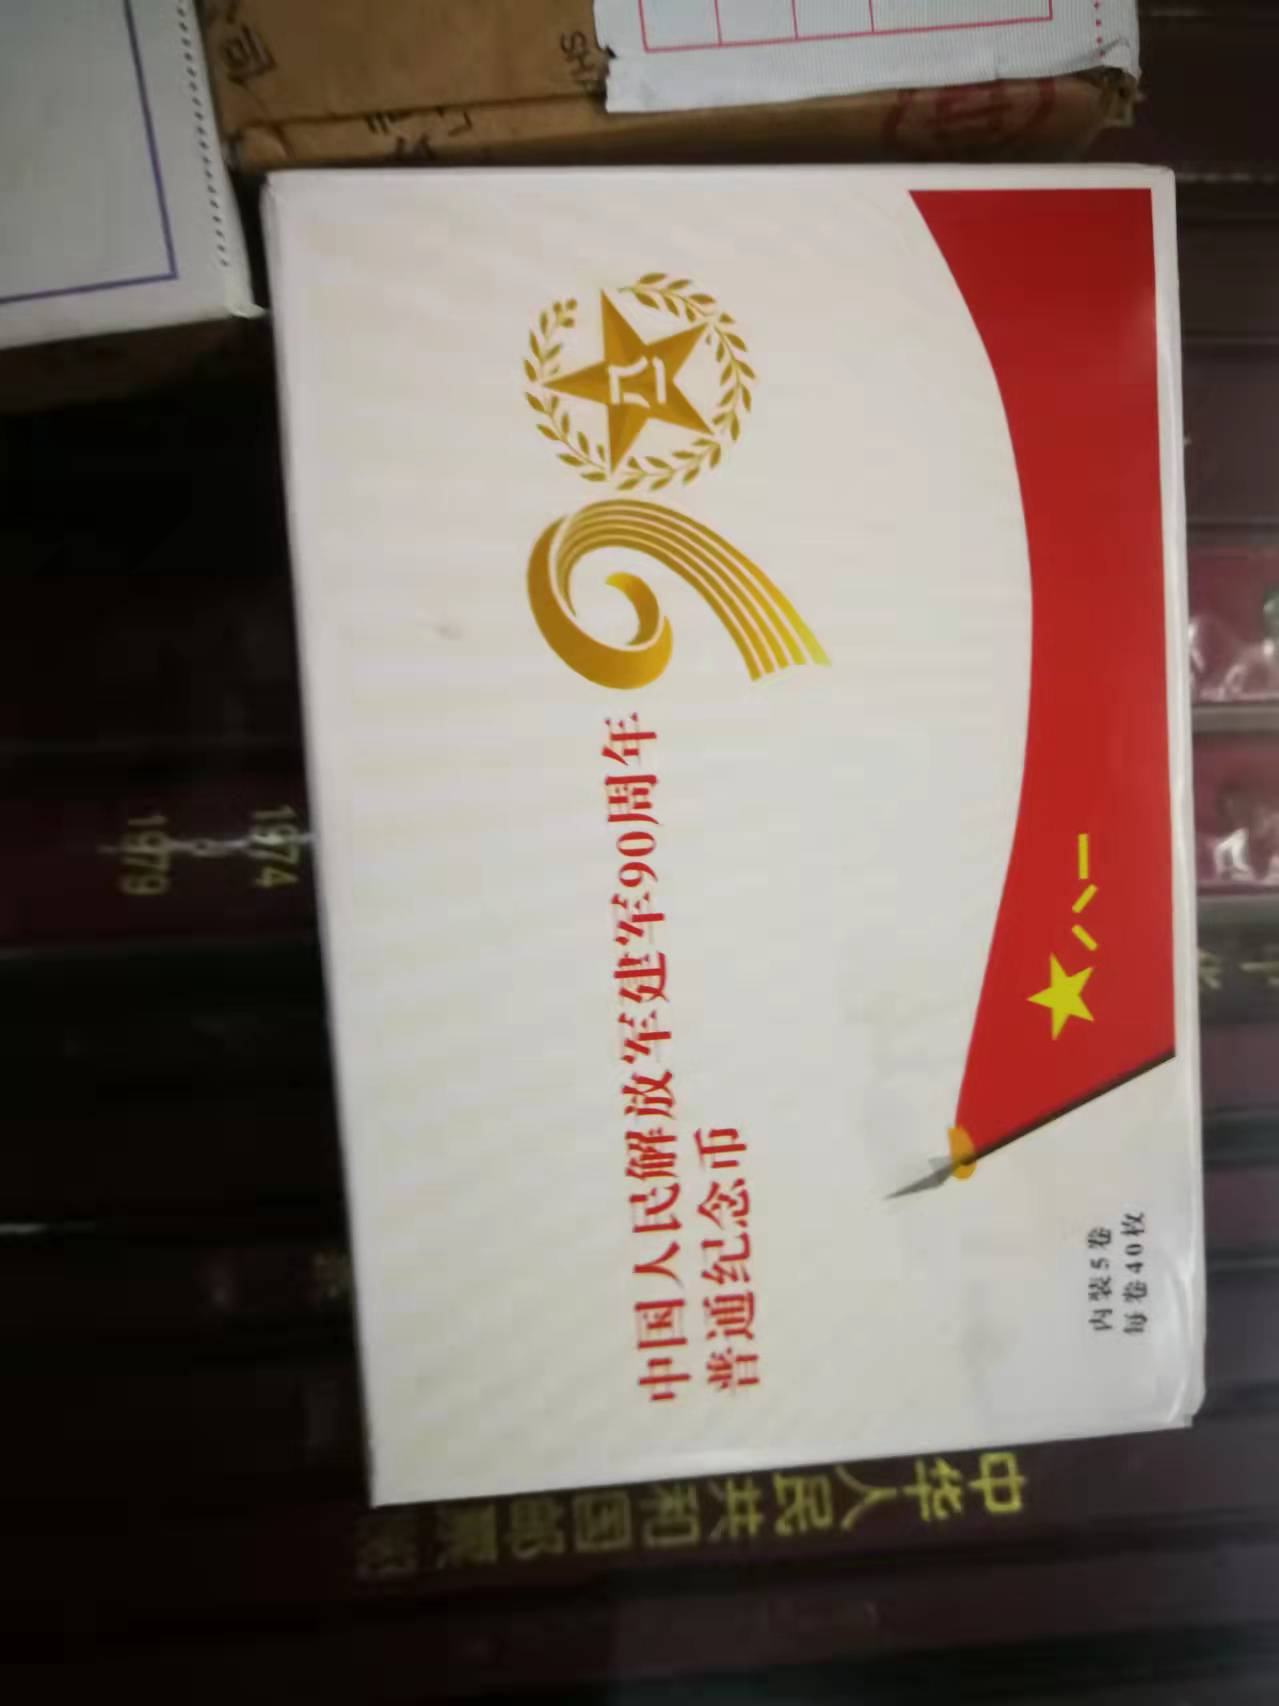 八一
中国人民解放军建军90周年
普通纪念币
八一
内装5卷
每卷40枚
1974
1979
中华人民共和国邮票